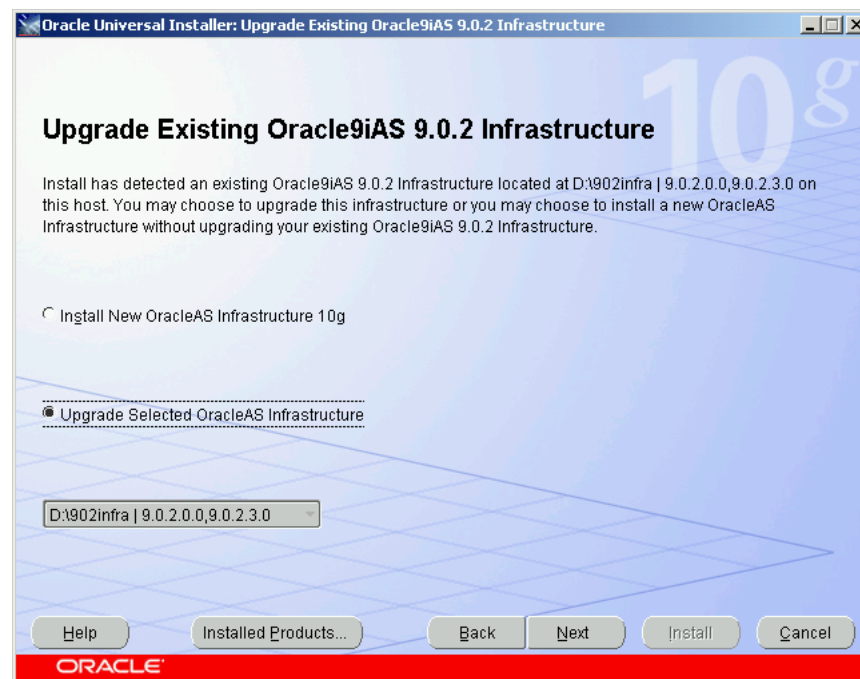 Oracle Universal Installer: Upgrade Existing Oracle9iAS 9.0.2 Infrastructure
10g
Upgrade Existing Oracle9iAS 9.0.2 Infrastructure
Install has detected an existing Oracle9iAS 9.0.2 Infrastructure located at D:\902infra | 9.0.2.0.0,9.0.2.3.0 on
this host. You may choose to upgrade this infrastructure or you may choose to install a new OracleAS
Infrastructure without upgrading your existing Oracle9iAS 9.0.2 Infrastructure.
Install New OracleAS Infrastructure 10g
Upgrade Selected OracleAS Infrastructure
D:\902infra | 9.0.2.0.0,9.0.2.3.0
Help Installed Products... Back Next Install Cancel
ORACLE